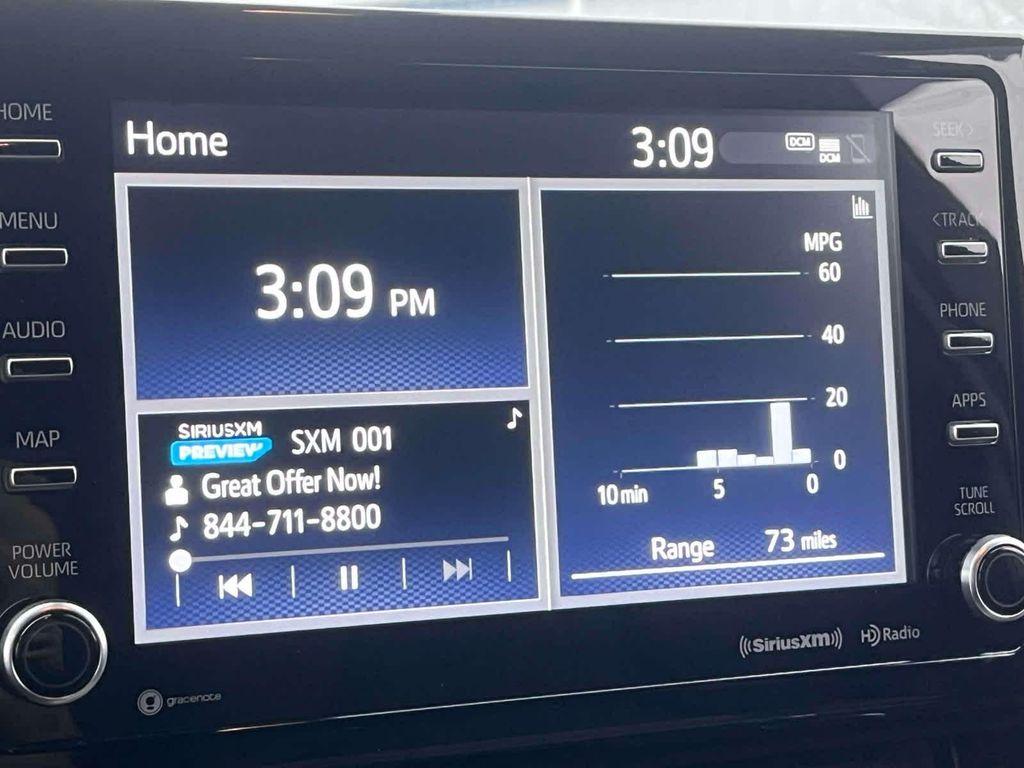 HOME
MENU
AUDIO
MAP
POWER
VOLUME
Home
3:09
DCM
DCM
3:09 PM
SIRIUSXM
PREVIEW
SXM 001
Great Offer Now!
844-711-8800
MPG
60
40
20
0
10 min
5
0
Range 73 miles
SEEK>
<TRACK
PHONE
APPS
TUNE
SCROLL
gracenote
((SiriusXM))
HD Radio